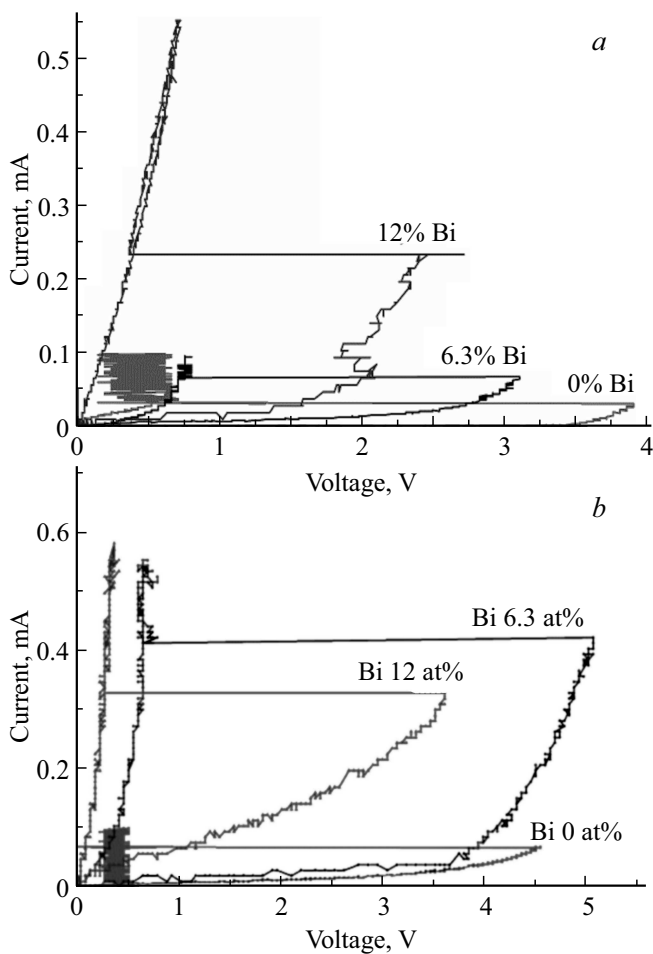 a
0.5
0.4
0.3
0.2
0.1
0
Current, mA
12% Bi
6.3% Bi
0% Bi
0 1 2 3 4
Voltage, V
b
0.6
0.4
0.2
0
Current, mA
Bi 6.3 at%
Bi 12 at%
Bi 0 at%
0 1 2 3 4 5
Voltage, V